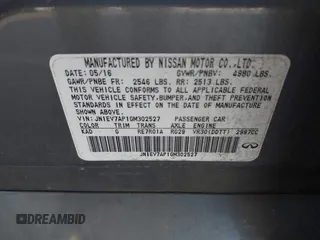 MANUFACTURED BY NISSAN MOTOR CO.,LTD.
DATE: 05/16 GVWR/PNBV: 4980 LBS.
GAWR/PNBE FR: 2546 LBS. RR: 2513 LBS.
THIS VEHICLE CONFORMS TO ALL APPLICABLE FEDERAL
MOTOR VEHICLE SAFETY, BUMPER, AND THEFT PREVENTION
STANDARDS IN EFFECT ON THE DATE OF MANUFACTURE
SHOWN ABOVE.
VIN: JN1EV7AP1GM302527 PASSENGER CAR
COLOR TRIM TRANS AXLE ENGINE
KAD G RE7R01A RG29 VR30(DDTT) 2997CC
JN1EV7AP1GM302527
© DREAMBID